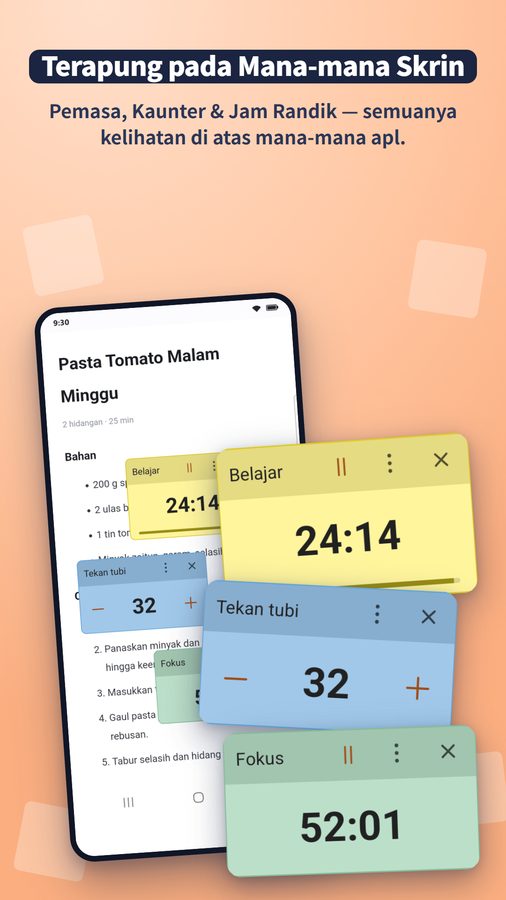 Terapung pada Mana-mana Skrin
Pemasa, Kaunter & Jam Randik — semuanya
kelihatan di atas mana-mana apl.
9:30
Pasta Tomato Malam
Minggu
2 hidangan · 25 min
Bahan
• 200 g
• 2 ulas
• 1 tin
Belajar
24:14
Tekan tubi
32
2. Panaskan minyak dan
hingga
3. Masukkan
4. Gaul pasta
rebusan.
5. Tabur selasih dan hidang
Fokus
Belajar
24:14
Tekan tubi
32
Fokus
52:01